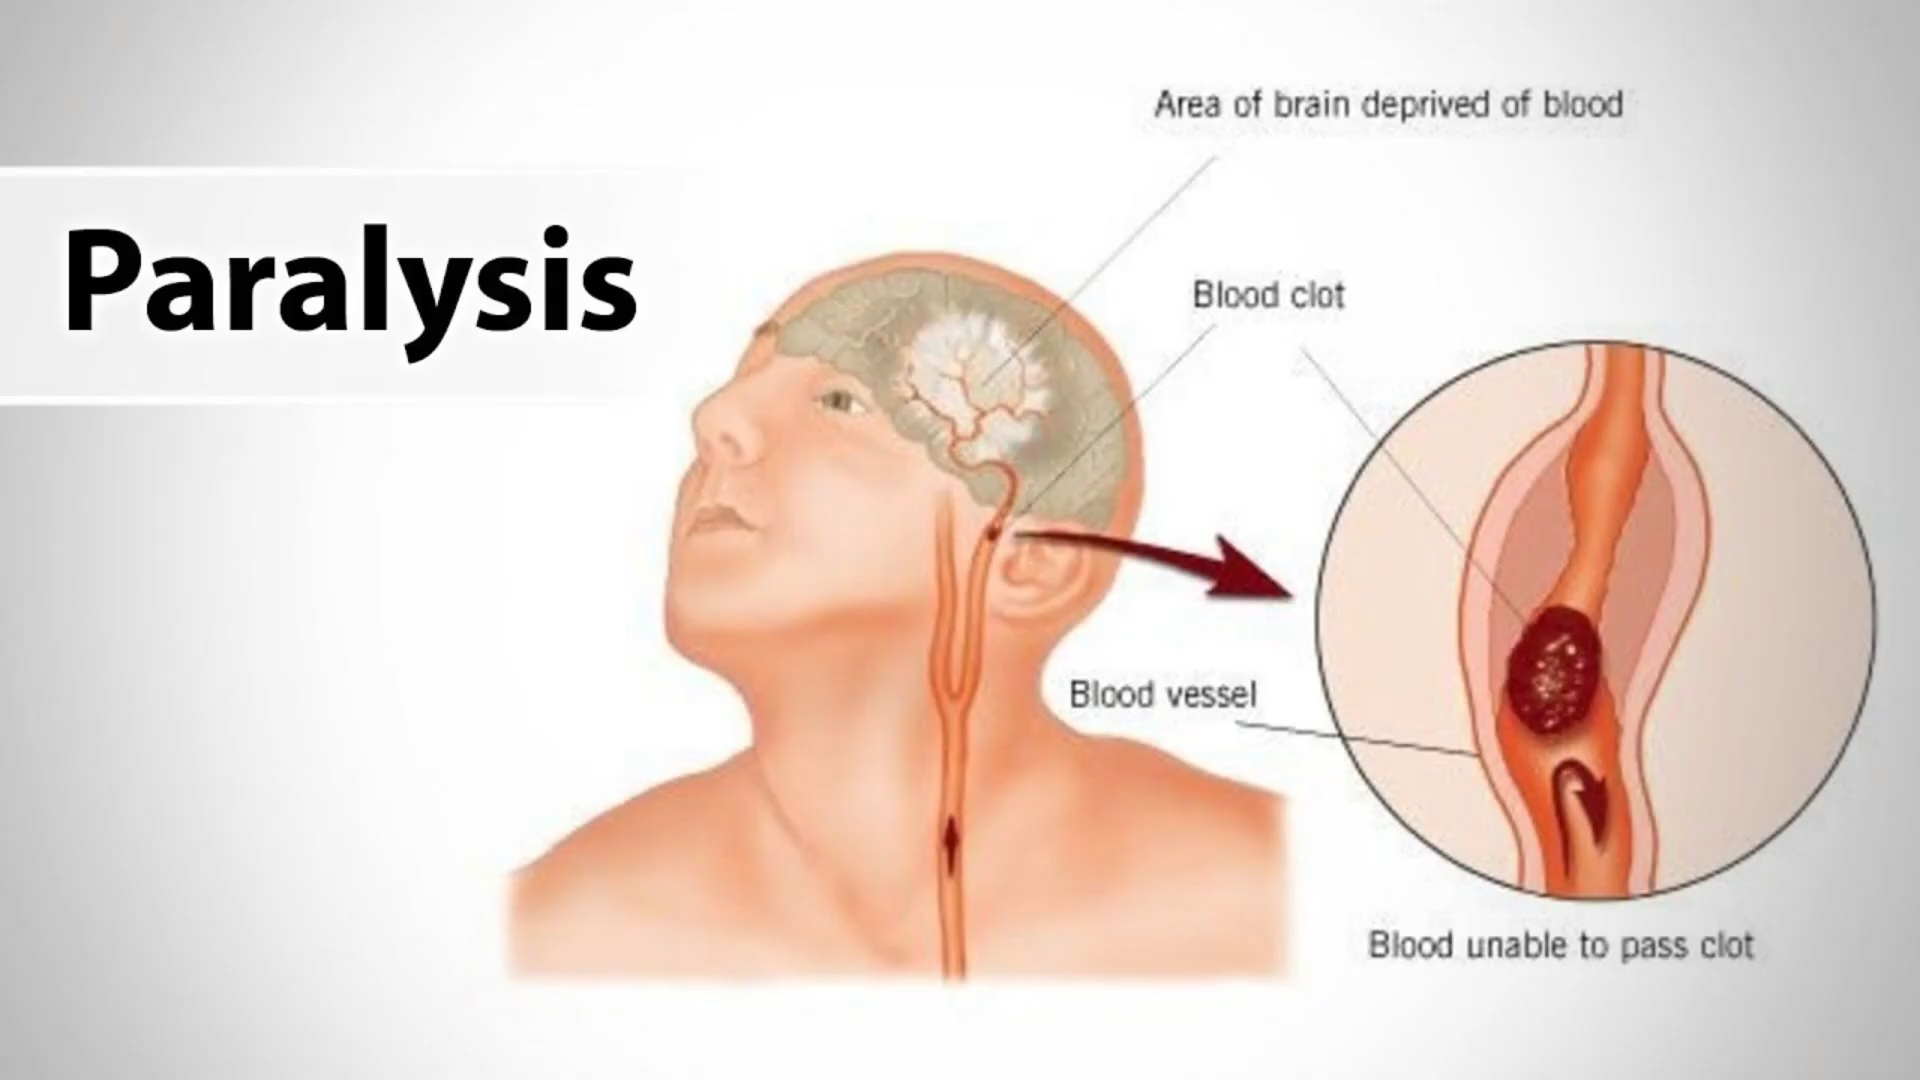 Area of brain deprived of blood
Paralysis
Blood clot
Blood vessel
Blood unable to pass clot